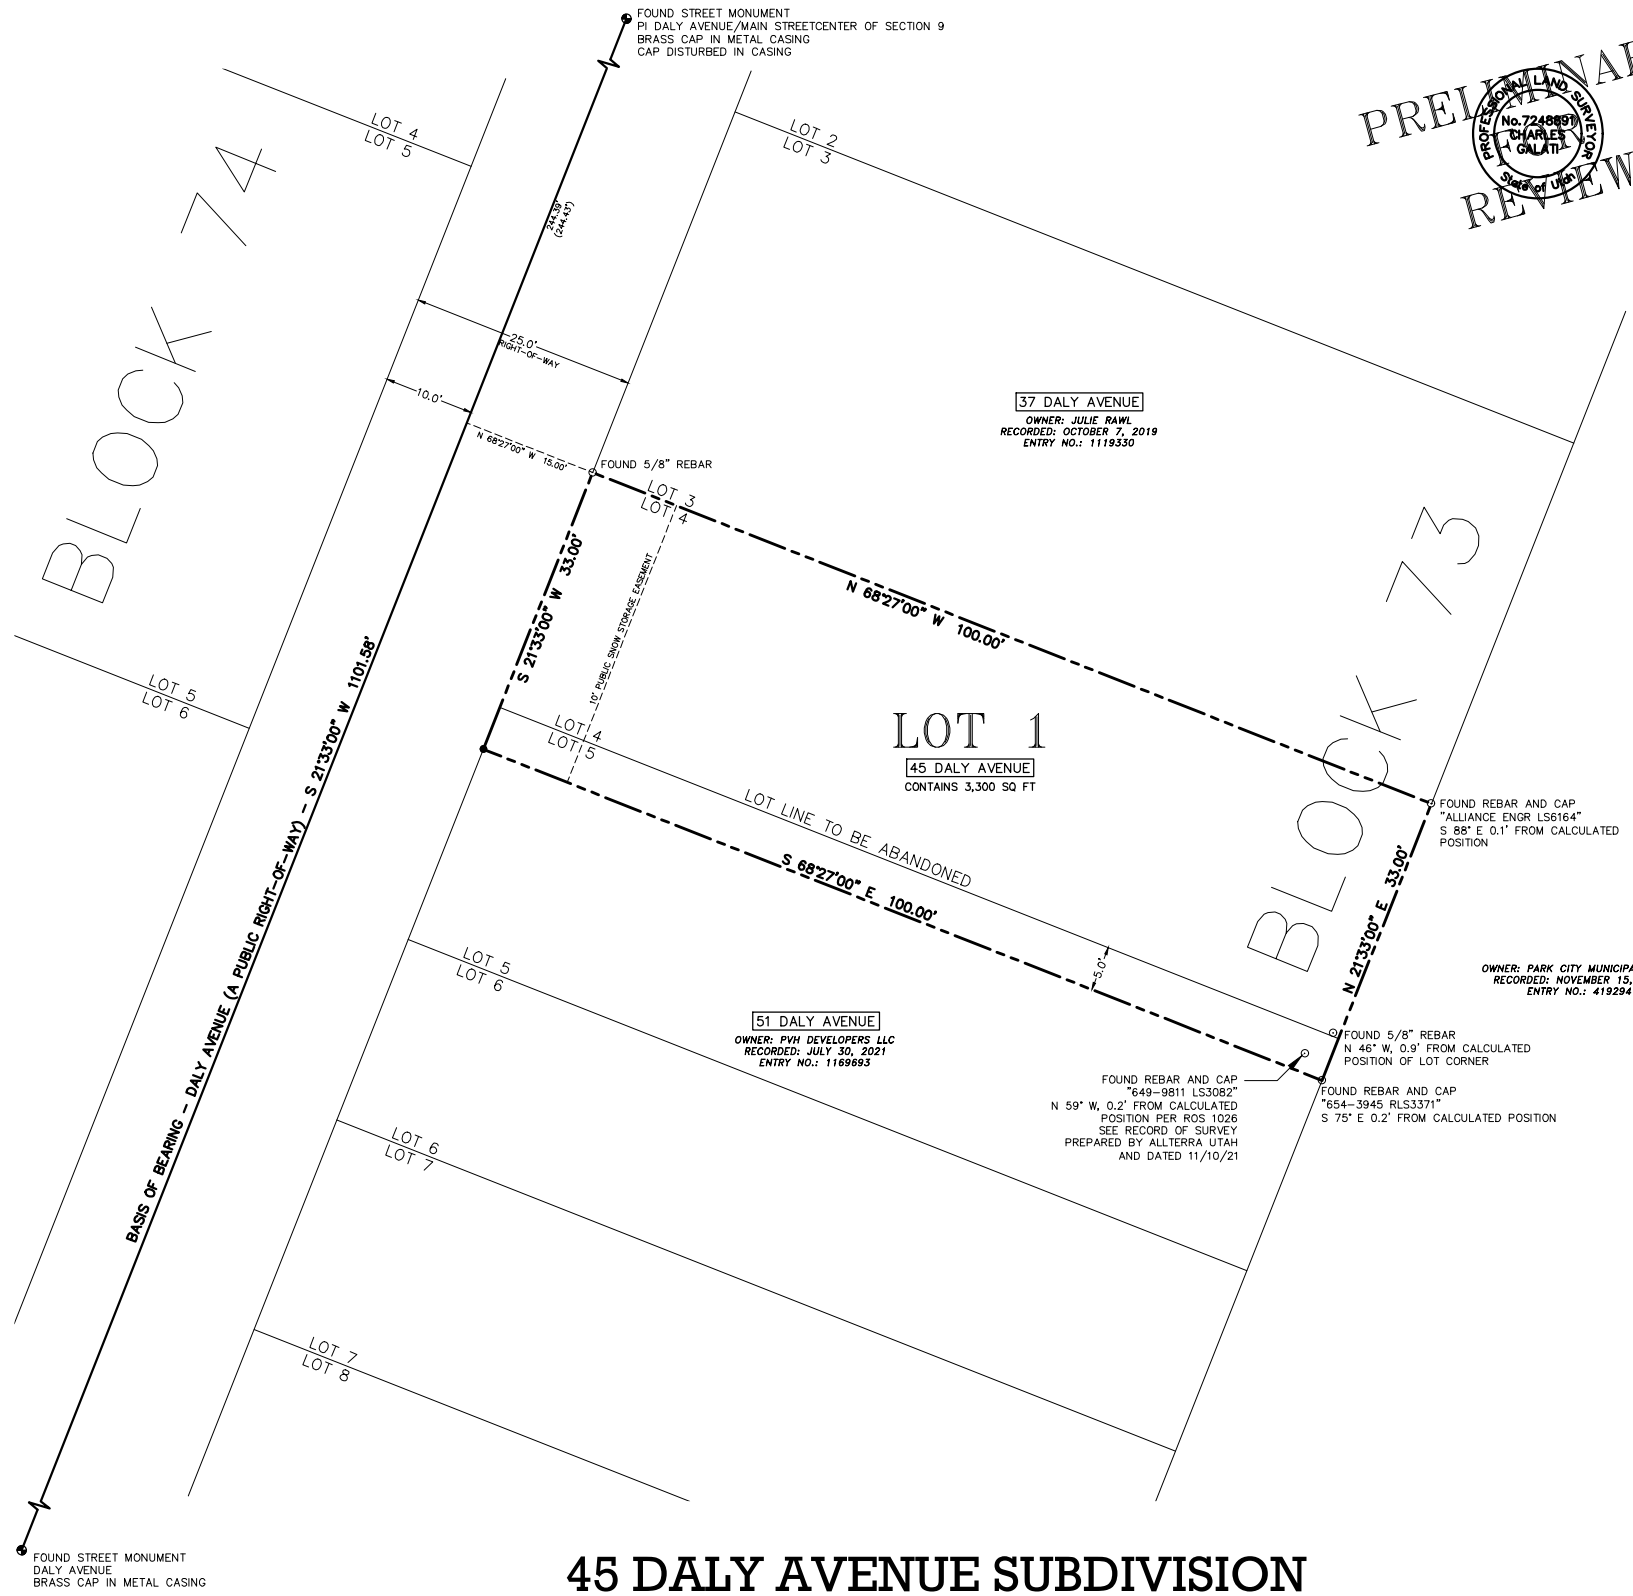 FOUND STREET MONUMENT
PI DALY AVENUE/MAIN STREETCENTER OF SECTION 9
BRASS CAP IN METAL CASING
CAP DISTURBED IN CASING
PRELIMINAR
FOR
REVIEW
PROFESSIONAL LAND SURVEYOR
No.7248891
CHARLES
GALATI
State of Utah
LOT 4
LOT 5
LOT 2
LOT 3
BLOCK 74
244.39'
(244.43')
25.0'
RIGHT-OF-WAY
10.0'
N 68°27'00" W 15.00'
37 DALY AVENUE
OWNER: JULIE RAWL
RECORDED: OCTOBER 7, 2019
ENTRY NO.: 1119330
FOUND 5/8" REBAR
LOT 3
LOT 4
S 21°33'00" W 33.00'
10' PUBLIC SNOW STORAGE EASEMENT
N 68°27'00" W 100.00'
BLOCK 73
LOT 5
LOT 6
LOT 4
LOT 5
LOT 1
45 DALY AVENUE
CONTAINS 3,300 SQ FT
LOT LINE TO BE ABANDONED
S 68°27'00" E 100.00'
FOUND REBAR AND CAP
"ALLIANCE ENGR LS6164"
S 88° E 0.1' FROM CALCULATED
POSITION
N 21°33'00" E 33.00'
5.0'
BASIS OF BEARING - DALY AVENUE (A PUBLIC RIGHT-OF-WAY) - S 21°33'00" W 1101.58'
LOT 5
LOT 6
OWNER: PARK CITY MUNICIPA
RECORDED: NOVEMBER 15,
ENTRY NO.: 419294
51 DALY AVENUE
OWNER: PVH DEVELOPERS LLC
RECORDED: JULY 30, 2021
ENTRY NO.: 1169693
FOUND 5/8" REBAR
N 46° W, 0.9' FROM CALCULATED
POSITION OF LOT CORNER
FOUND REBAR AND CAP
"649-9811 LS3082"
N 59° W, 0.2' FROM CALCULATED
POSITION PER ROS 1026
SEE RECORD OF SURVEY
PREPARED BY ALLTERRA UTAH
AND DATED 11/10/21
FOUND REBAR AND CAP
"654-3945 RLS3371"
S 75° E 0.2' FROM CALCULATED POSITION
LOT 6
LOT 7
LOT 7
LOT 8
FOUND STREET MONUMENT
DALY AVENUE
BRASS CAP IN METAL CASING
45 DALY AVENUE SUBDIVISION